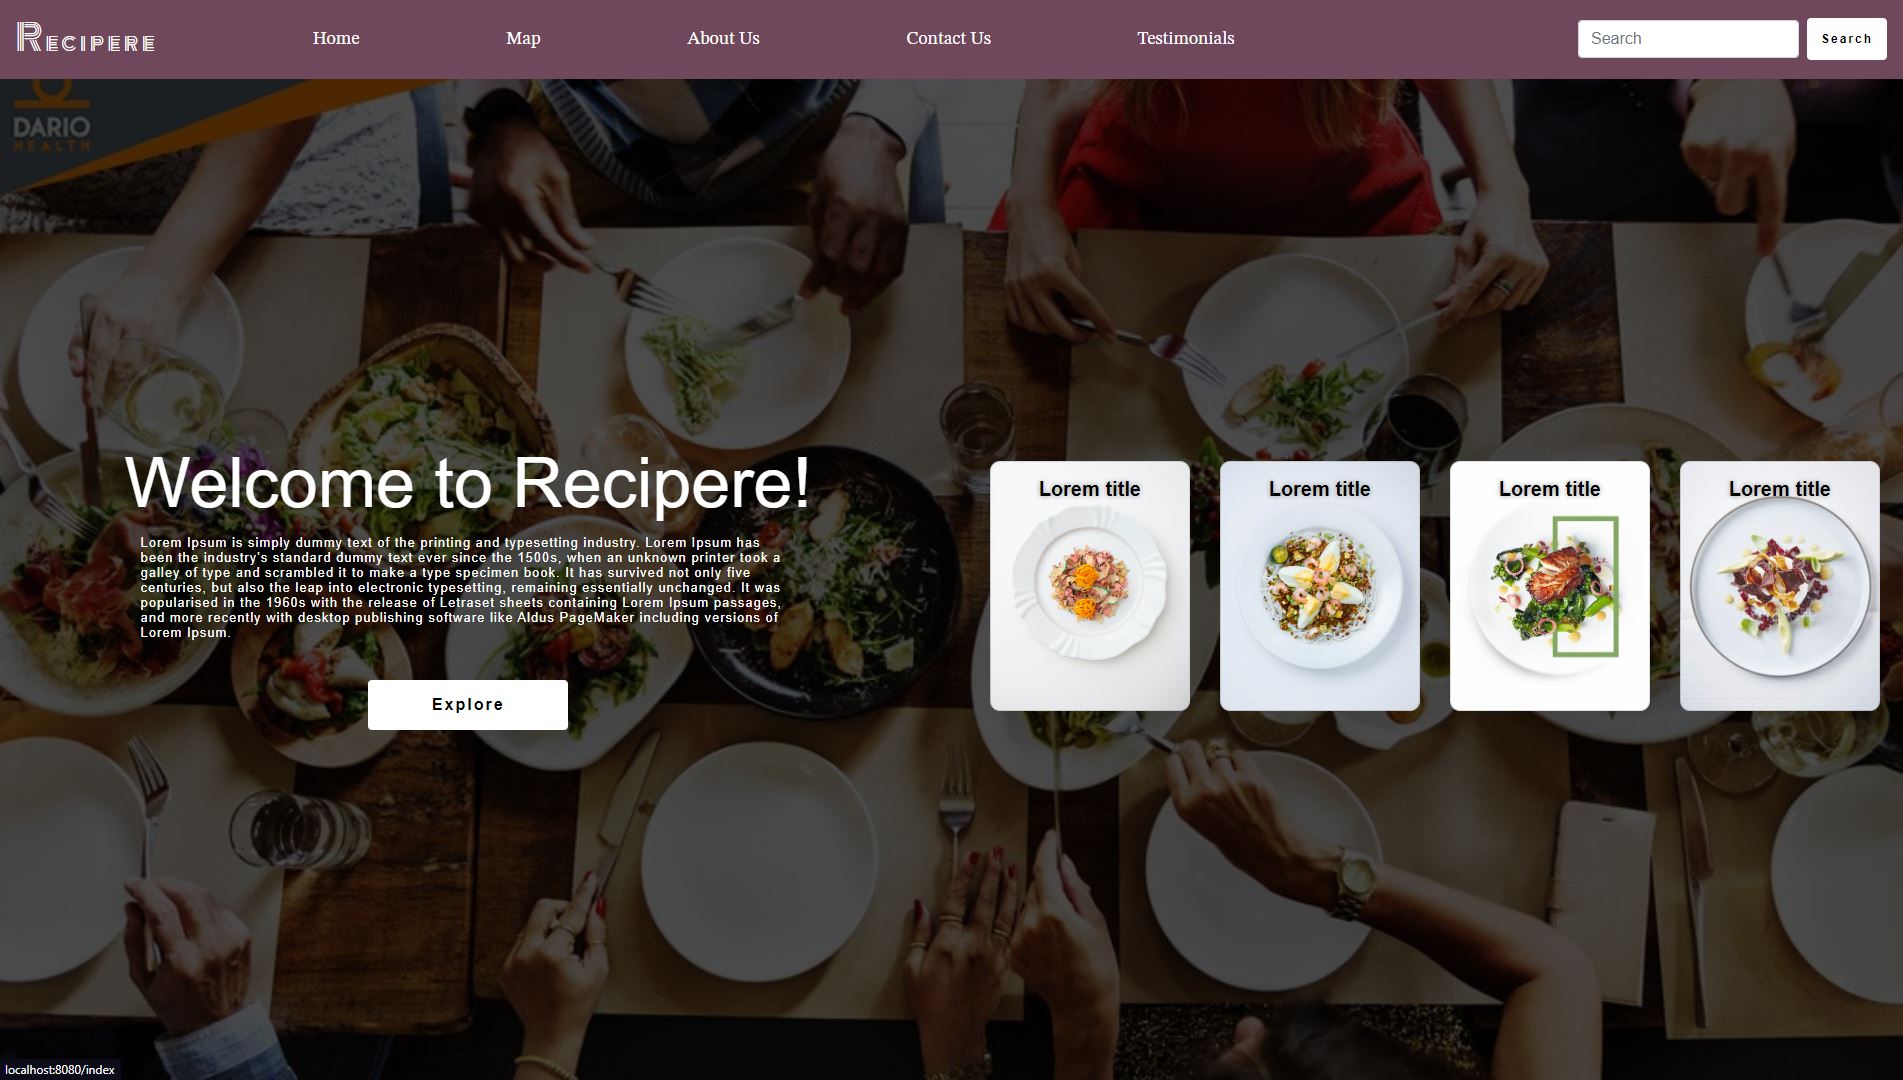 Recipere
Home
Map
About Us
Contact Us
Testimonials
Search
Search
DARIO
HEALTH
Welcome to Recipere!
Lorem Ipsum is simply dummy text of the printing and typesetting industry. Lorem Ipsum has
been the industry's standard dummy text ever since the 1500s, when an unknown printer took a
galley of type and scrambled it to make a type specimen book. It has survived not only five
centuries, but also the leap into electronic typesetting, remaining essentially unchanged. It was
popularised in the 1960s with the release of Letraset sheets containing Lorem Ipsum passages,
and more recently with desktop publishing software like Aldus PageMaker including versions of
Lorem Ipsum.
Explore
Lorem title
Lorem title
Lorem title
Lorem title
localhost:8080/index